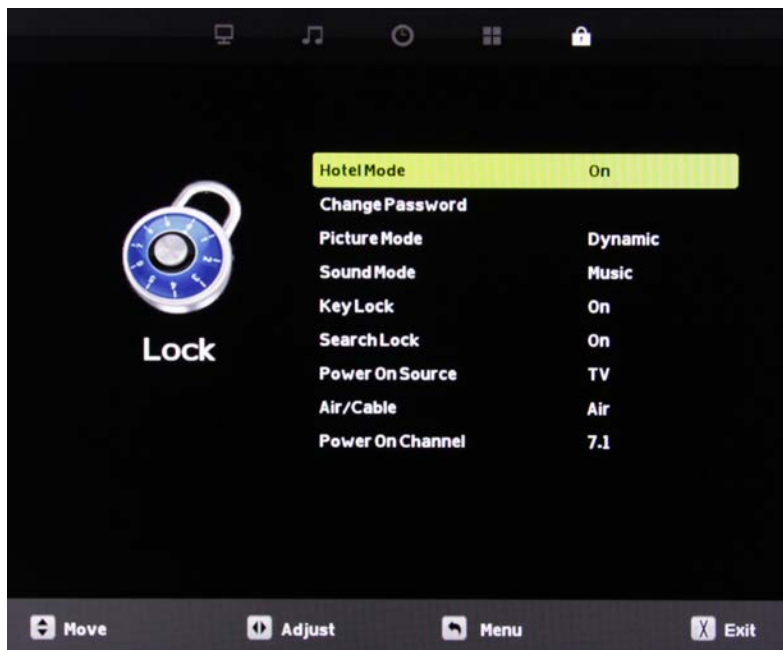 Hotel Mode On
Change Password
Picture Mode Dynamic
Sound Mode Music
Key Lock On
Search Lock On
Power On Source TV
Air/Cable Air
Power On Channel 7.1
Lock
Move Adjust Menu X Exit